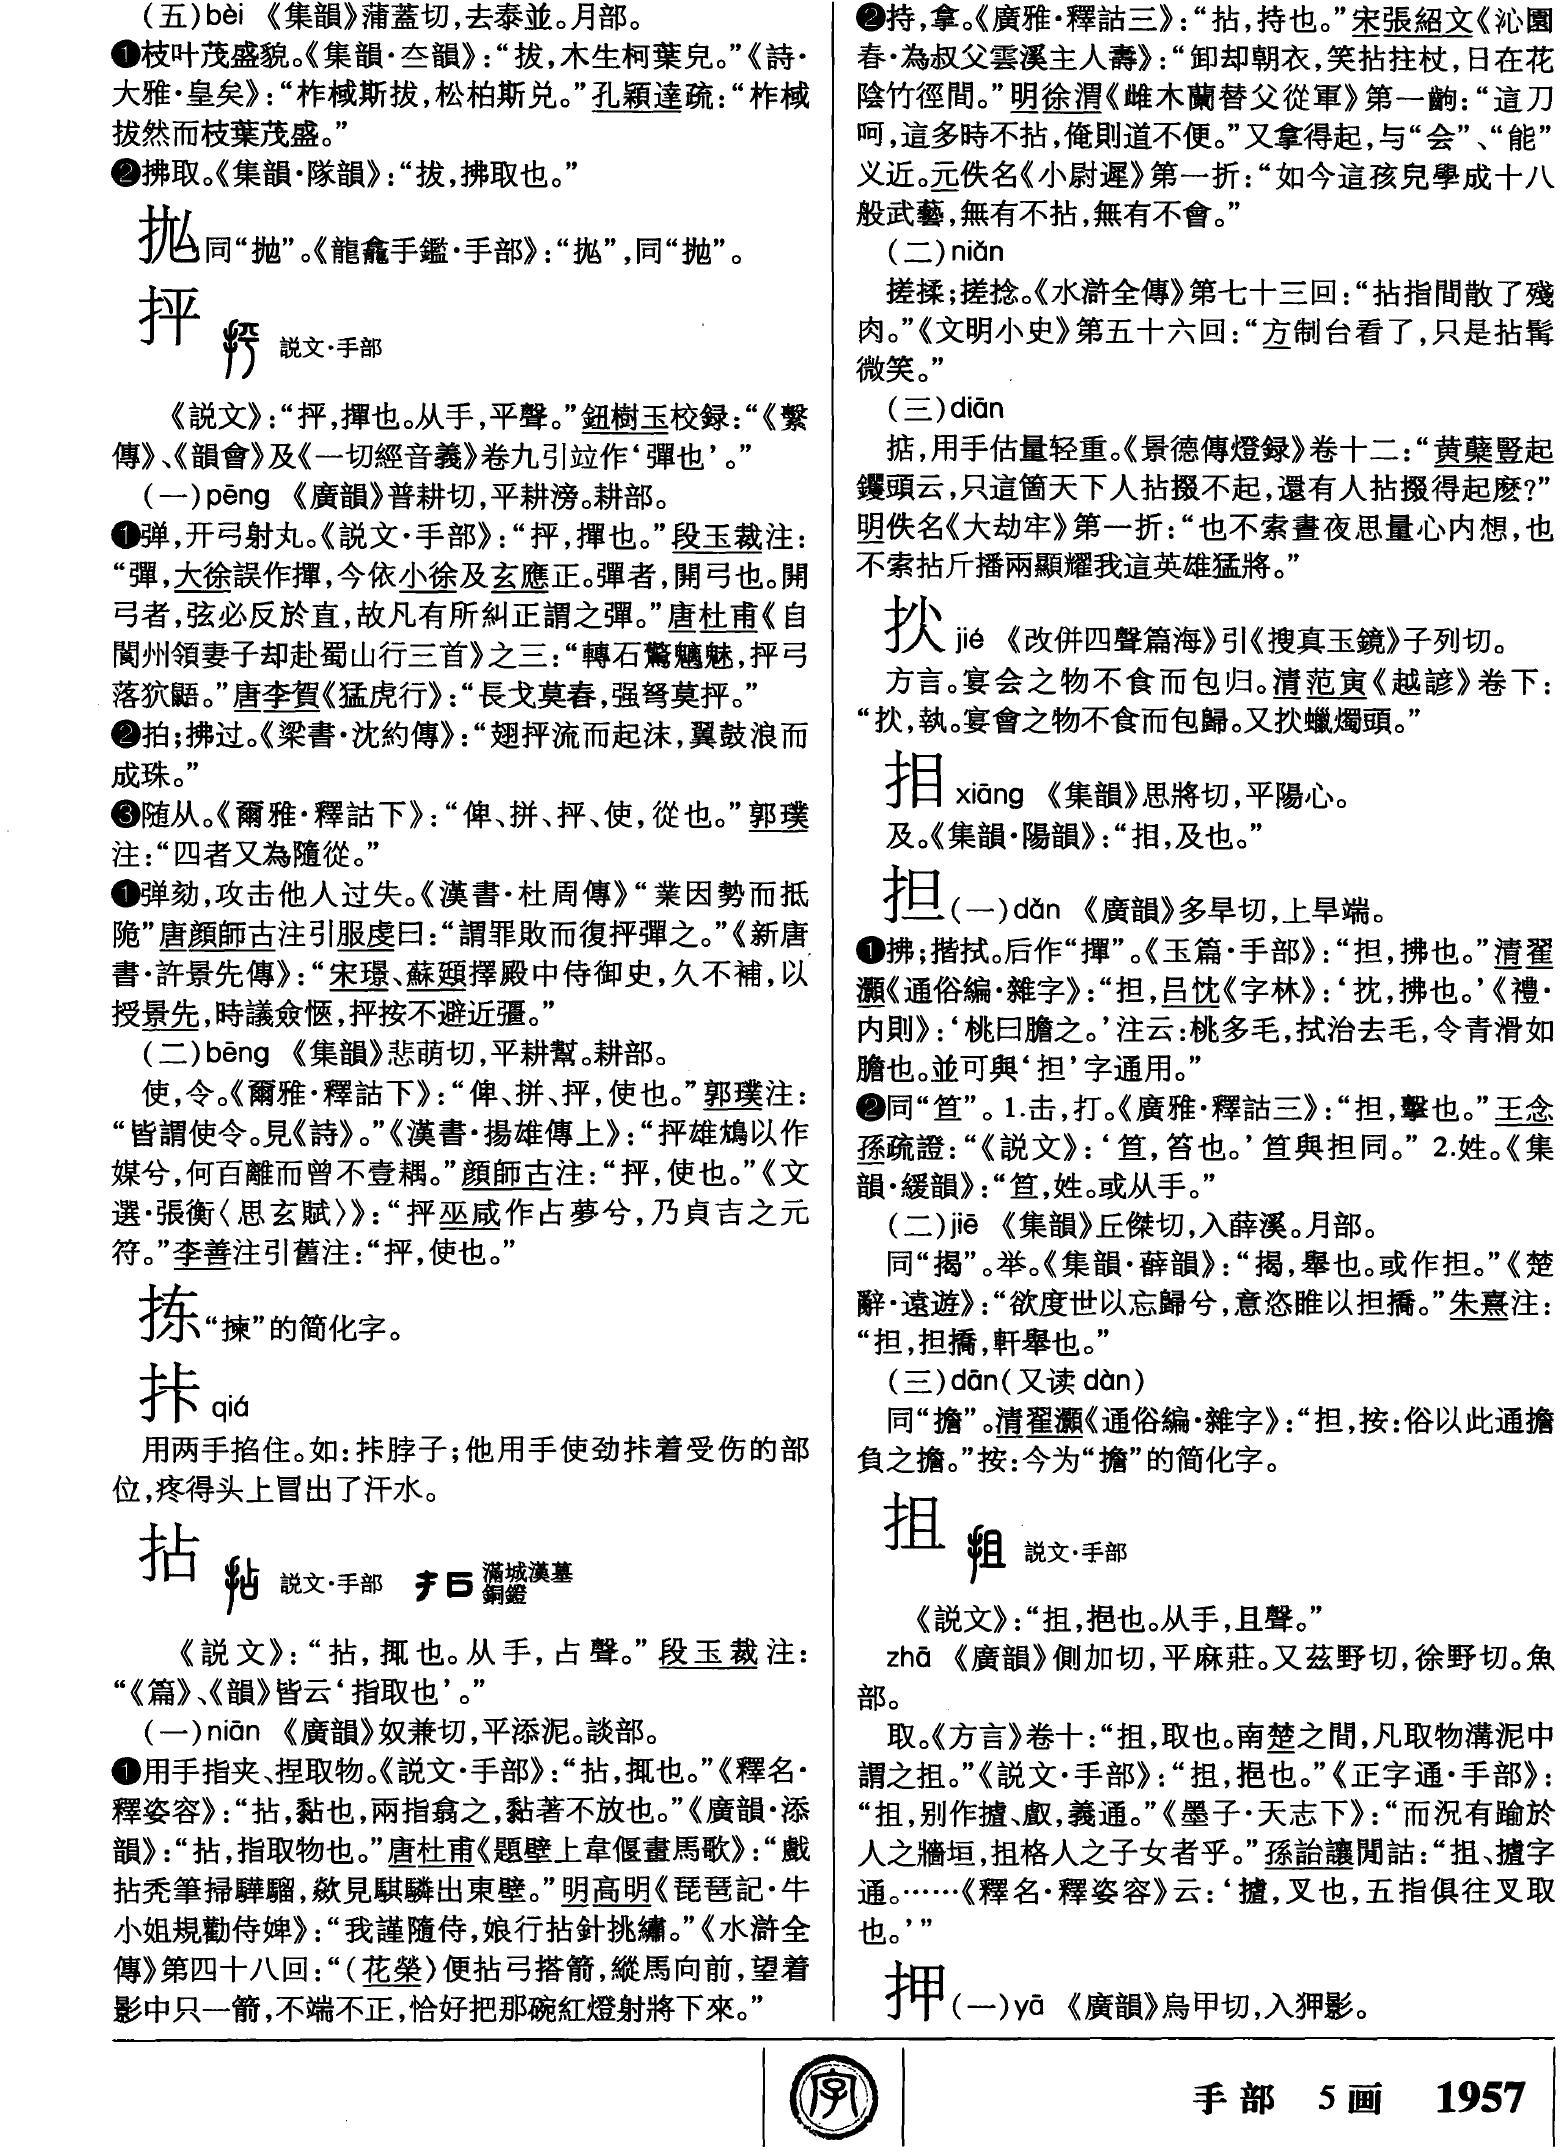 (五)bèi 《集韻》蒲蓋切,去泰並。月部。
❶枝叶茂盛貌。《集韻·夳韻》:“拔,木生柯葉皃。”《詩·
大雅·皇矣》:“柞棫斯拔,松柏斯兑。”孔穎達疏:“柞棫
拔然而枝葉茂盛。”
❷拂取。《集韻·隊韻》:“拔,拂取也。”
抛同“拋”。《龍龕手鑑·手部》:“抛”,同“拋”。
抨
説文·手部
《説文》:“抨,撣也。从手,平聲。”鈕樹玉校録:“《繫
傳》、《韻會》及《一切經音義》卷九引竝作‘彈也’。”
(一)pēng 《廣韻》普耕切,平耕滂。耕部。
❶弹,开弓射丸。《説文·手部》:“抨,撣也。”段玉裁注:
“彈,大徐誤作撣,今依小徐及玄應正。彈者,開弓也。開
弓者,弦必反於直,故凡有所糾正謂之彈。”唐杜甫《自
閬州領妻子却赴蜀山行三首》之三:“轉石驚魑魅,抨弓
落狖鼯。”唐李賀《猛虎行》:“長戈莫舂,强弩莫抨。”
❷拍;拂过。《梁書·沈約傳》:“翅抨流而起沫,翼鼓浪而
成珠。”
❸随从。《爾雅·釋詁下》:“俾、拼、抨、使,從也。”郭璞
注:“四者又為隨從。”
❶弹劾,攻击他人过失。《漢書·杜周傳》“業因勢而抵
陒”唐顔師古注引服虔曰:“謂罪敗而復抨彈之。”《新唐
書·許景先傳》:“宋璟、蘇頲擇殿中侍御史,久不補,以
授景先,時議僉愜,抨按不避近彊。”
(二)bēng 《集韻》悲萌切,平耕幫。耕部。
使,令。《爾雅·釋詁下》:“俾、拼、抨,使也。”郭璞注:
“皆謂使令。見《詩》。”《漢書·揚雄傳上》:“抨雄鴆以作
媒兮,何百離而曾不壹耦。”顔師古注:“抨,使也。”《文
選·張衡〈思玄賦〉》:“抨巫咸作占夢兮,乃貞吉之元
符。”李善注引舊注:“抨,使也。”
拣“揀”的简化字。
拤 qiá
用两手掐住。如:拤脖子;他用手使劲拤着受伤的部
位,疼得头上冒出了汗水。
拈
説文·手部 滿城漢墓
銅鐙
《説文》:“拈,㧢也。从手,占聲。”段玉裁注:
“《篇》、《韻》皆云‘指取也’。”
(一)niān 《廣韻》奴兼切,平添泥。談部。
❶用手指夹、捏取物。《説文·手部》:“拈,㧢也。”《釋名·
釋姿容》:“拈,黏也,兩指翕之,黏著不放也。”《廣韻·添
韻》:“拈,指取物也。”唐杜甫《題壁上韋偃畫馬歌》:“戲
拈秃筆掃驊騮,歘見騏驎出東壁。”明高明《琵琶記·牛
小姐規勸侍婢》:“我謹隨侍,娘行拈針挑繡。”《水滸全
傳》第四十八回:“(花榮)便拈弓搭箭,縱馬向前,望着
影中只一箭,不端不正,恰好把那碗紅燈射將下來。”
❷持,拿。《廣雅·釋詁三》:“拈,持也。”宋張紹文《沁園
春·為叔父雲溪主人壽》:“卸却朝衣,笑拈拄杖,日在花
陰竹徑間。”明徐渭《雌木蘭替父從軍》第一齣:“這刀
呵,這多時不拈,俺則道不便。”又拿得起,与“会”、“能”
义近。元佚名《小尉遲》第一折:“如今這孩兒學成十八
般武藝,無有不拈,無有不會。”
(二)niǎn
搓揉;搓捻。《水滸全傳》第七十三回:“拈指間散了殘
肉。”《文明小史》第五十六回:“方制台看了,只是拈髯
微笑。”
(三)diān
掂,用手估量轻重。《景德傳燈録》卷十二:“黄蘗豎起
钁頭云,只這箇天下人拈掇不起,還有人拈掇得起麽?”
明佚名《大劫牢》第一折:“也不索晝夜思量心内想,也
不索拈斤播兩顯耀我這英雄猛將。”
㧉 jié 《改併四聲篇海》引《搜真玉鏡》子列切。
方言。宴会之物不食而包归。清范寅《越諺》卷下:
“㧉,執。宴會之物不食而包歸。又㧉蠟燭頭。”
抇 xiāng 《集韻》思將切,平陽心。
及。《集韻·陽韻》:“抇,及也。”
担(一)dǎn 《廣韻》多旱切,上旱端。
❶拂;揩拭。后作“撣”。《玉篇·手部》:“担,拂也。”清翟
灝《通俗編·雜字》:“担,吕忱《字林》:‘抌,拂也。’《禮·
内則》:‘桃曰膽之。’注云:桃多毛,拭治去毛,令青滑如
膽也。並可與‘担’字通用。”
❷同“笪”。1.击,打。《廣雅·釋詁三》:“担,擊也。”王念
孫疏證:“《説文》:‘笪,笞也。’笪與担同。”2.姓。《集
韻·緩韻》:“笪,姓。或从手。”
(二)jiē 《集韻》丘傑切,入薛溪。月部。
同“揭”。举。《集韻·薛韻》:“揭,舉也。或作担。”《楚
辭·遠遊》:“欲度世以忘歸兮,意恣睢以担撟。”朱熹注:
“担,担撟,軒舉也。”
(三)dān(又读 dàn)
同“擔”。清翟灝《通俗編·雜字》:“担,按:俗以此通擔
負之擔。”按:今为“擔”的简化字。
抯
説文·手部
《説文》:“抯,挹也。从手,且聲。”
zhā 《廣韻》側加切,平麻莊。又茲野切,徐野切。魚
部。
取。《方言》卷十:“抯,取也。南楚之間,凡取物溝泥中
謂之抯。”《説文·手部》:“抯,挹也。”《正字通·手部》:
“抯,别作摣、㪥,義通。”《墨子·天志下》:“而況有踰於
人之牆垣,抯格人之子女者乎。”孫詒讓閒詁:“抯、摣字
通。……《釋名·釋姿容》云:‘摣,叉也,五指俱往叉取
也。’”
押(一)yā 《廣韻》烏甲切,入狎影。
字
手部 5画 1957